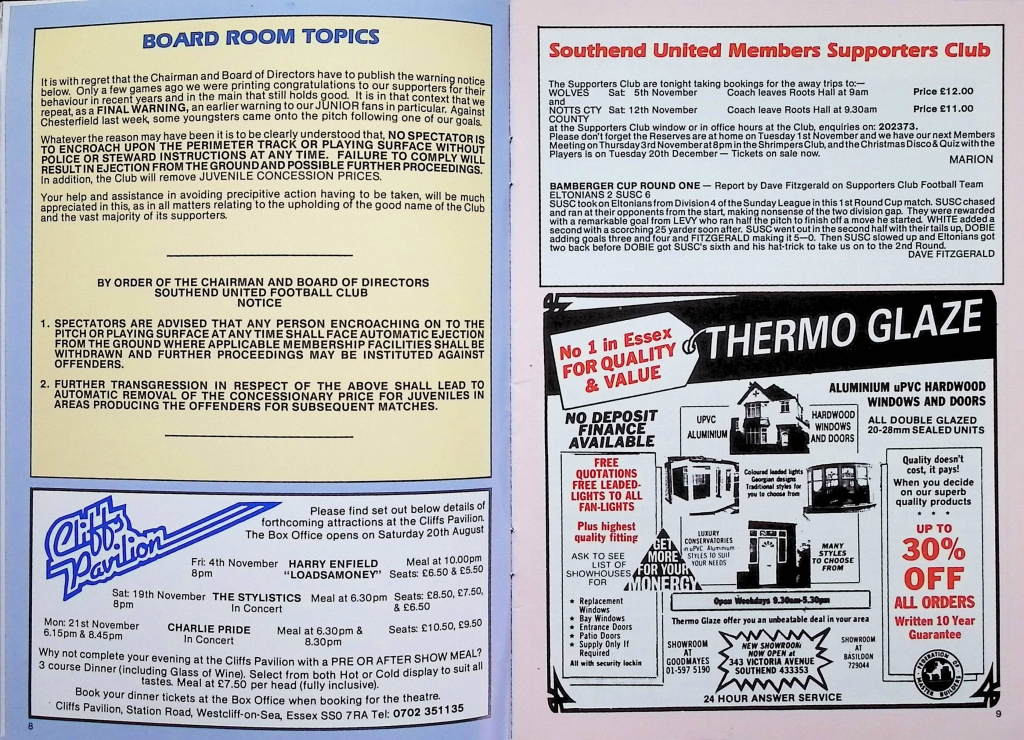 BOARD ROOM TOPICS
It is with regret that the Chairman and Board of Directors have to publish the warning notice
below. Only a few games ago we were printing congratulations to our supporters for their
behaviour in recent years and in the main that still holds good. It is in that context that we
repeat, as a FINAL WARNING, an earlier warning to our JUNIOR fans in particular. Against
Chesterfield last week, some youngsters came onto the pitch following one of our goals.
Whatever the reason may have been it is to be clearly understood that, NO SPECTATOR IS
TO ENCROACH UPON THE PERIMETER TRACK OR PLAYING SURFACE WITHOUT
POLICE OR STEWARD INSTRUCTIONS AT ANY TIME. FAILURE TO COMPLY WILL
RESULT IN EJECTION FROM THE GROUND AND POSSIBLE FURTHER PROCEEDINGS.
In addition, the Club will remove JUVENILE CONCESSION PRICES.
Your help and assistance in avoiding precipitive action having to be taken, will be much
appreciated in this, as in all matters relating to the upholding of the good name of the Club
and the vast majority of its supporters.
BY ORDER OF THE CHAIRMAN AND BOARD OF DIRECTORS
SOUTHEND UNITED FOOTBALL CLUB
NOTICE
1. SPECTATORS ARE ADVISED THAT ANY PERSON ENCROACHING ON TO THE
PITCH OR PLAYING SURFACE AT ANY TIME SHALL FACE AUTOMATIC EJECTION
FROM THE GROUND WHERE APPLICABLE MEMBERSHIP FACILITIES SHALL BE
WITHDRAWN AND FURTHER PROCEEDINGS MAY BE INSTITUTED AGAINST
OFFENDERS.
2. FURTHER TRANSGRESSION IN RESPECT OF THE ABOVE SHALL LEAD TO
AUTOMATIC REMOVAL OF THE CONCESSIONARY PRICE FOR JUVENILES IN
AREAS PRODUCING THE OFFENDERS FOR SUBSEQUENT MATCHES.
Cliffs
Pavilion
Please find set out below details of
forthcoming attractions at the Cliffs Pavilion.
The Box Office opens on Saturday 20th August
Fri: 4th November HARRY ENFIELD Meal at 10.00pm
8pm "LOADSAMONEY" Seats: £6.50 & £5.50
Sat: 19th November THE STYLISTICS Meal at 6.30pm Seats: £8.50, £7.50,
8pm In Concert & £6.50
Mon: 21st November CHARLIE PRIDE Meal at 6.30pm & Seats: £10.50, £9.50
6.15pm & 8.45pm In Concert 8.30pm
Why not complete your evening at the Cliffs Pavilion with a PRE OR AFTER SHOW MEAL?
3 course Dinner (including Glass of Wine). Select from both Hot or Cold display to suit all
tastes. Meal at £7.50 per head (fully inclusive).
Book your dinner tickets at the Box Office when booking for the theatre.
Cliffs Pavilion, Station Road, Westcliff-on-Sea, Essex SS0 7RA Tel: 0702 351135
8
Southend United Members Supporters Club
The Supporters Club are tonight taking bookings for the away trips to:—
WOLVES Sat: 5th November Coach leaves Roots Hall at 9am Price £12.00
and
NOTTS CTY Sat: 12th November Coach leave Roots Hall at 9.30am Price £11.00
COUNTY
at the Supporters Club window or in office hours at the Club, enquiries on: 202373.
Please don't forget the Reserves are at home on Tuesday 1st November and we have our next Members
Meeting on Thursday 3rd November at 8pm in the Shrimpers Club, and the Christmas Disco & Quiz with the
Players is on Tuesday 20th December — Tickets on sale now.
MARION
BAMBERGER CUP ROUND ONE — Report by Dave Fitzgerald on Supporters Club Football Team
ELTONIANS 2 SUSC 6
SUSC took on Eltonians from Division 4 of the Sunday League in this 1st Round Cup match. SUSC chased
and ran at their opponents from the start, making nonsense of the two division gap. They were rewarded
with a remarkable goal from LEVY who ran half the pitch to finish off a move he started. WHITE added a
second with a scorching 25 yarder soon after. SUSC went out in the second half with their tails up, DOBIE
adding goals three and four and FITZGERALD making it 5—0. Then SUSC slowed up and Eltonians got
two back before DOBIE got SUSC's sixth and his hat-trick to take us on to the 2nd Round.
DAVE FITZGERALD
No 1 in Essex
FOR QUALITY
& VALUE
THERMO GLAZE
ALUMINIUM uPVC HARDWOOD
WINDOWS AND DOORS
ALL DOUBLE GLAZED
20-28mm SEALED UNITS
NO DEPOSIT
FINANCE
AVAILABLE
UPVC
ALUMINIUM
HARDWOOD
WINDOWS
AND DOORS
FREE
QUOTATIONS
FREE LEADED-
LIGHTS TO ALL
FAN-LIGHTS
Plus highest
quality fitting
ASK TO SEE
LIST OF
SHOWHOUSES
FOR
★ Replacement
Windows
★ Bay Windows
★ Entrance Doors
★ Patio Doors
★ Supply Only If
Required
All with security lockin
Coloured leaded lights
Georgian designs
Traditional styles for
you to choose from
GET
MORE
FOR YOUR
MONERGY
LUXURY
CONSERVATORIES
in uPVC Aluminium
STYLES TO SUIT
YOUR NEEDS
MANY
STYLES
TO CHOOSE
FROM
Quality doesn't
cost, it pays!
When you decide
on our superb
quality products
* * *
UP TO
30%
OFF
ALL ORDERS
Written 10 Year
Guarantee
Open Weekdays 9.30am-5.30pm
Thermo Glaze offer you an unbeatable deal in your area
SHOWROOM
AT
GOODMAYES
01-597 5190
NEW SHOWROOM
NOW OPEN at
343 VICTORIA AVENUE
SOUTHEND 433353
SHOWROOM
AT
BASILDON
729044
FEDERATION OF
MASTER BUILDERS
24 HOUR ANSWER SERVICE
9